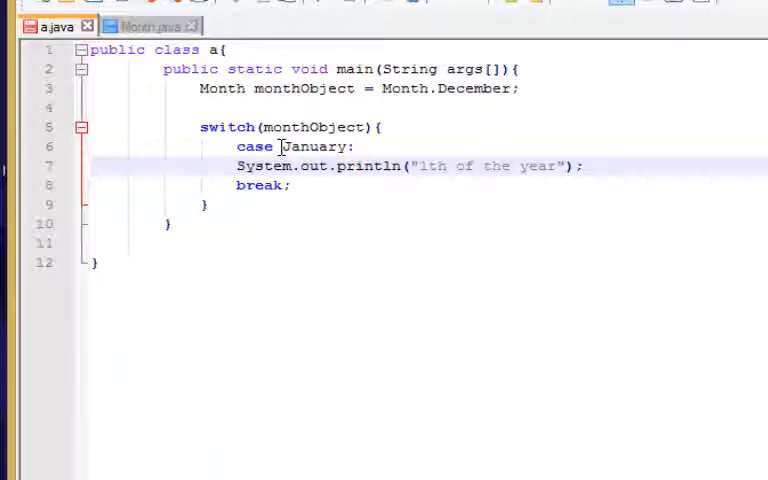 a.java Month.java
1 public class a{
2 public static void main(String args[]){
3 Month monthObject = Month.December;
4
5 switch(monthObject){
6 case January:
7 System.out.println("1th of the year");
8 break;
9 }
10 }
11
12 }